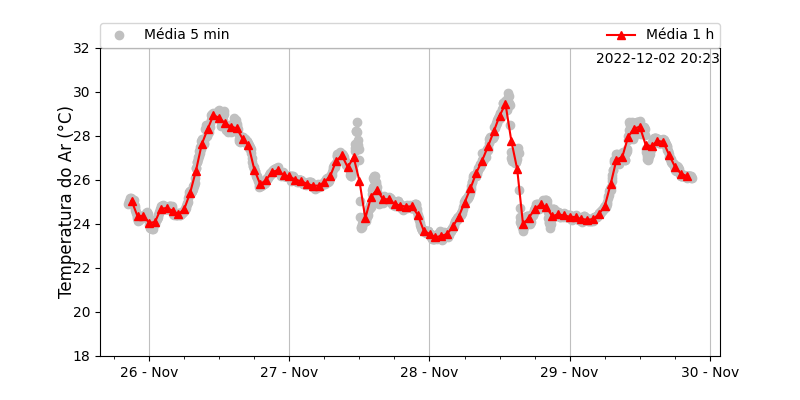 Média 5 min
Média 1 h
2022-12-02 20:23
Temperatura do Ar (°C)
32
30
28
26
24
22
20
18
26 - Nov
27 - Nov
28 - Nov
29 - Nov
30 - Nov